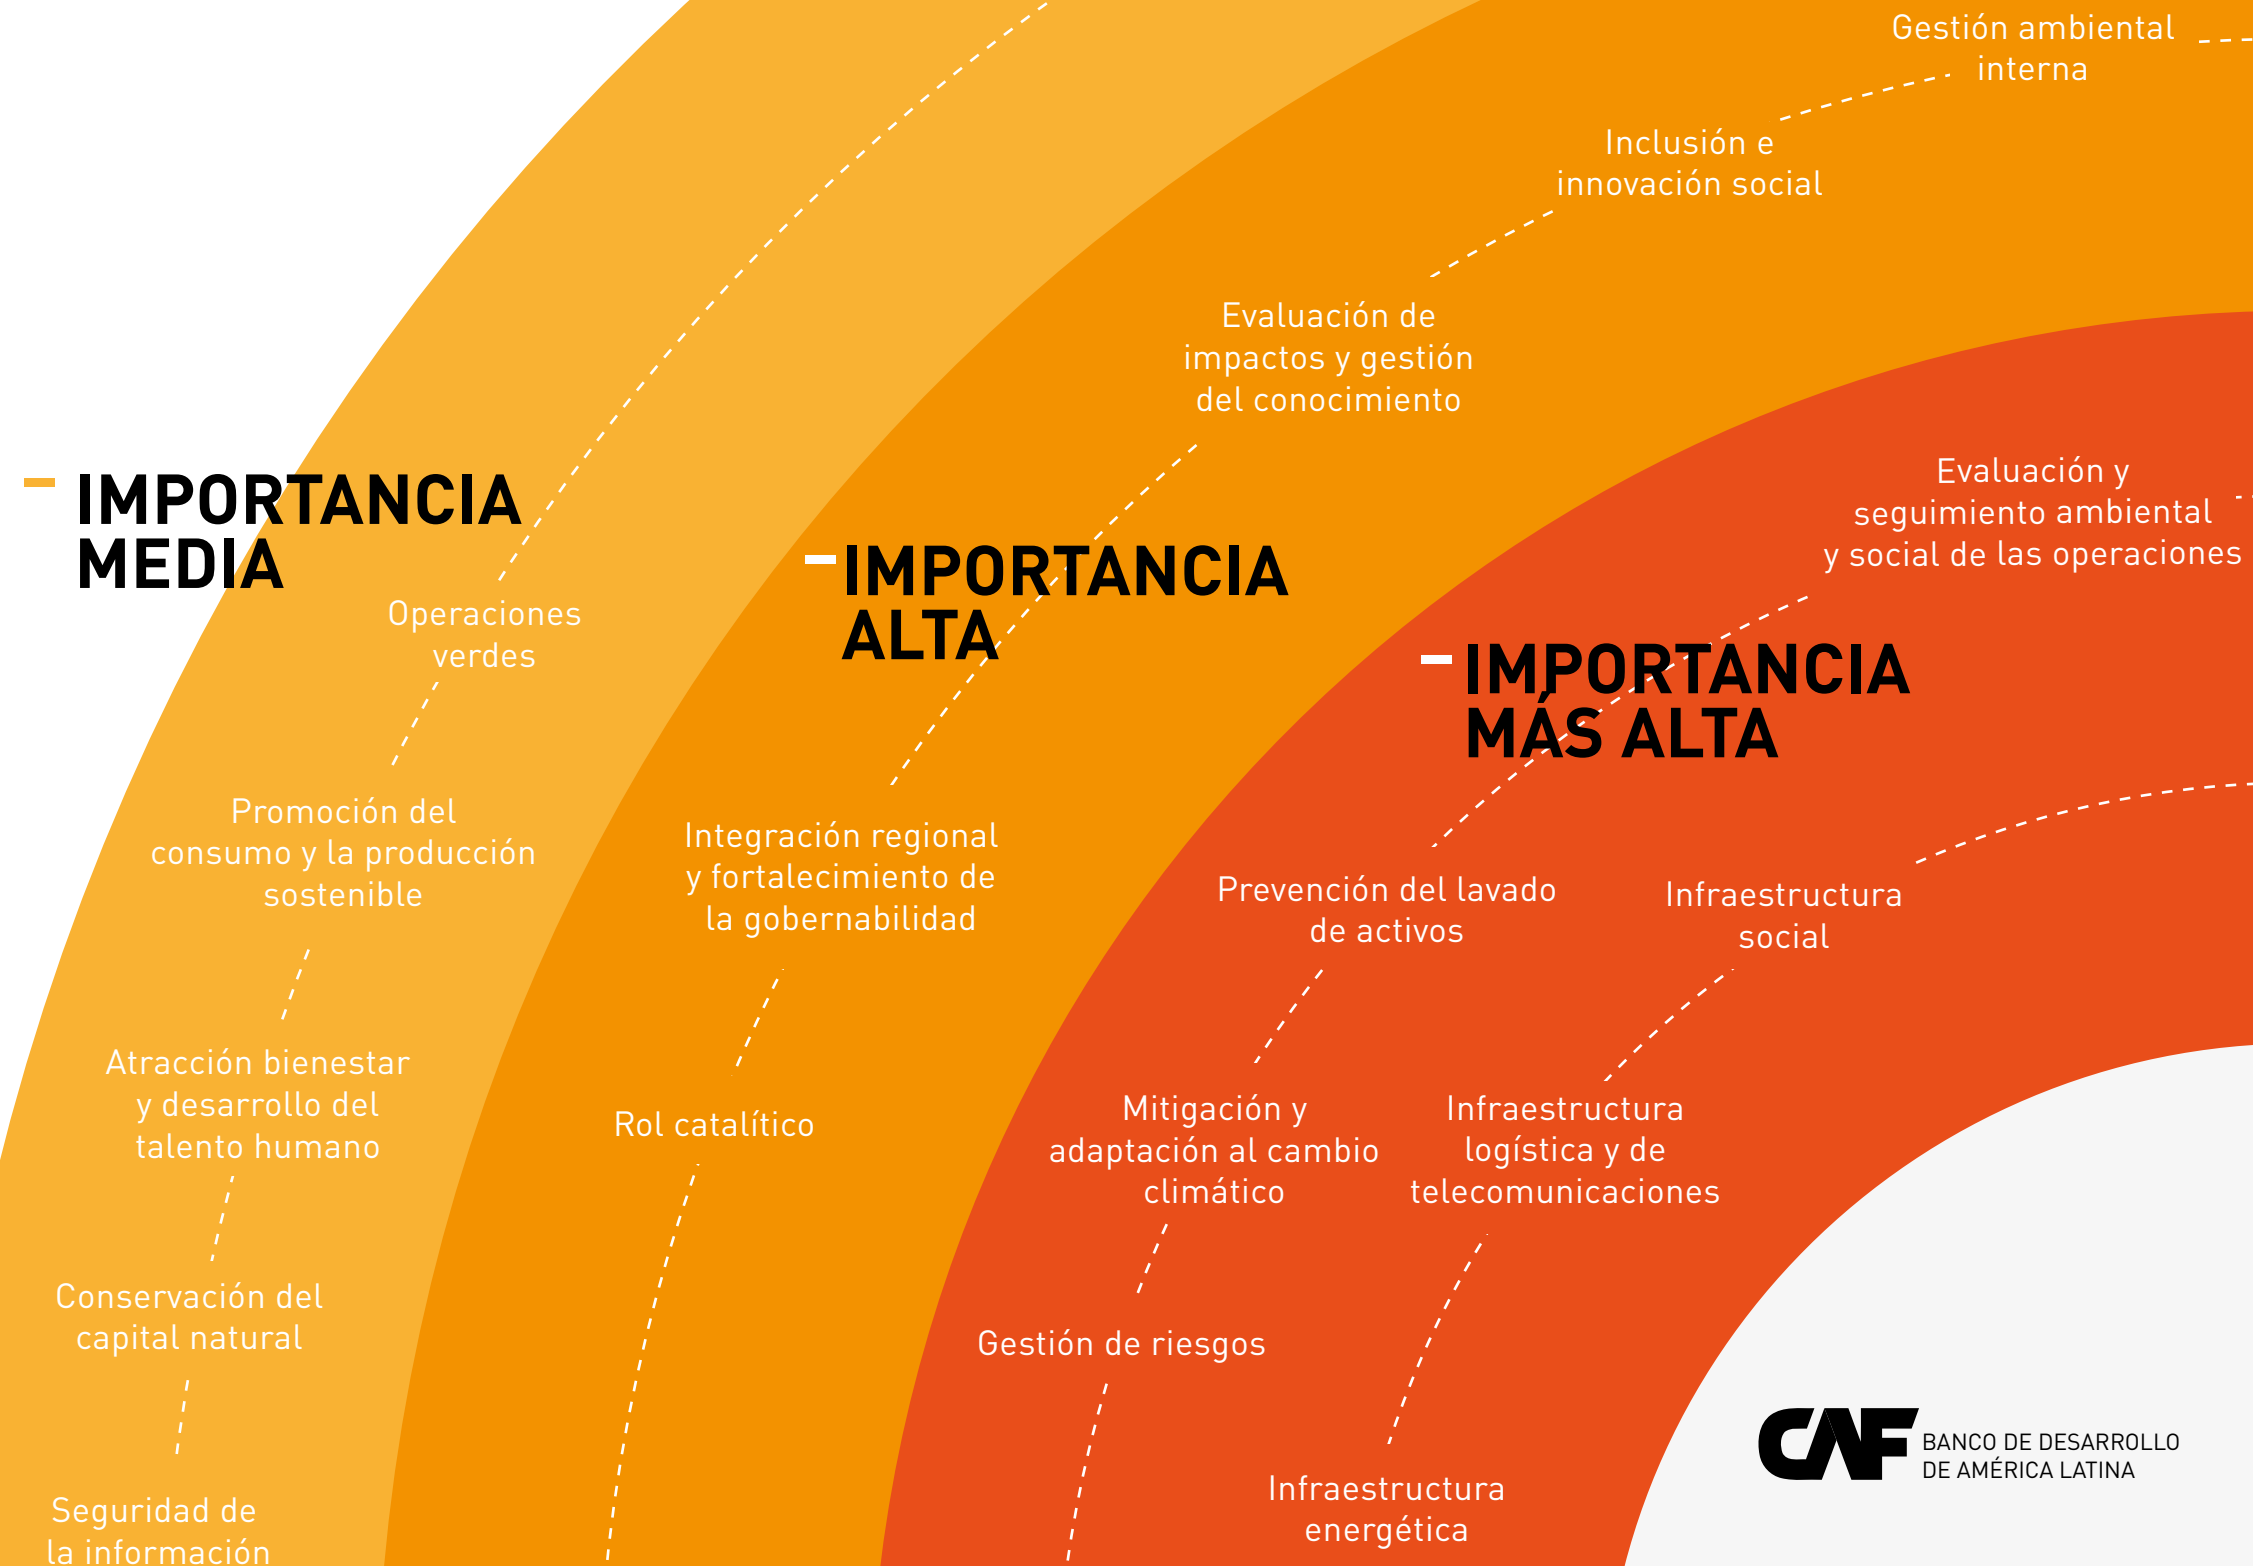 Gestión ambiental
interna
Inclusión e
innovación social
Evaluación de
impactos y gestión
del conocimiento
Evaluación y
seguimiento ambiental
y social de las operaciones
IMPORTANCIA
MEDIA
IMPORTANCIA
ALTA
IMPORTANCIA
MÁS ALTA
Operaciones
verdes
Promoción del
consumo y la producción
sostenible
Integración regional
y fortalecimiento de
la gobernabilidad
Prevención del lavado
de activos
Infraestructura
social
Atracción bienestar
y desarrollo del
talento humano
Rol catalítico
Mitigación y
adaptación al cambio
climático
Infraestructura
logística y de
telecomunicaciones
Conservación del
capital natural
Gestión de riesgos
Seguridad de
la información
Infraestructura
energética
CAF
BANCO DE DESARROLLO
DE AMÉRICA LATINA